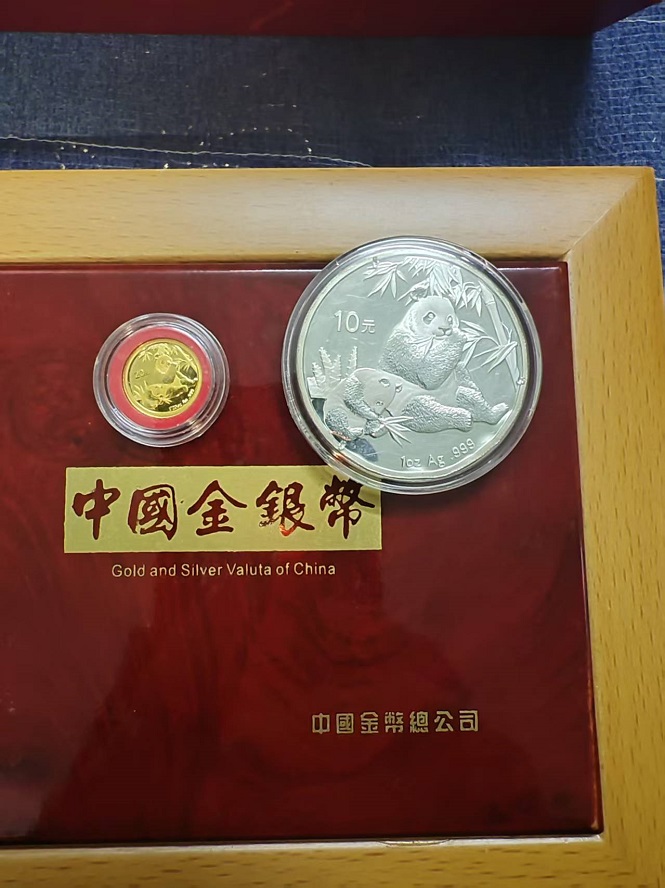 10元
1oz Ag .999
中國金銀幣
Gold and Silver Valuta of China
中國金幣總公司